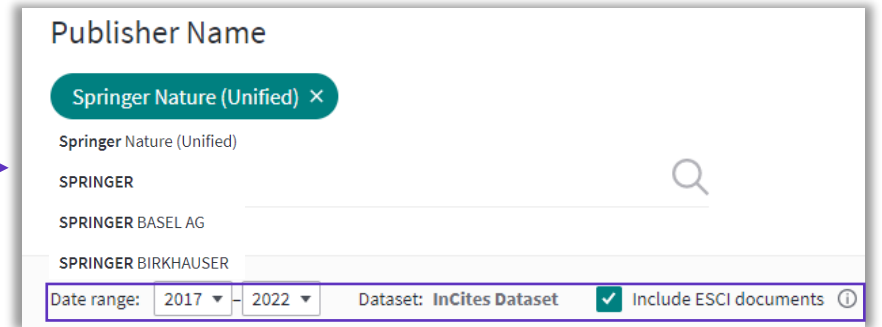 Publisher Name
Springer Nature (Unified) ×
Springer Nature (Unified)
SPRINGER
SPRINGER BASEL AG
SPRINGER BIRKHAUSER
Date range: 2017 – 2022 Dataset: InCites Dataset Include ESCI documents